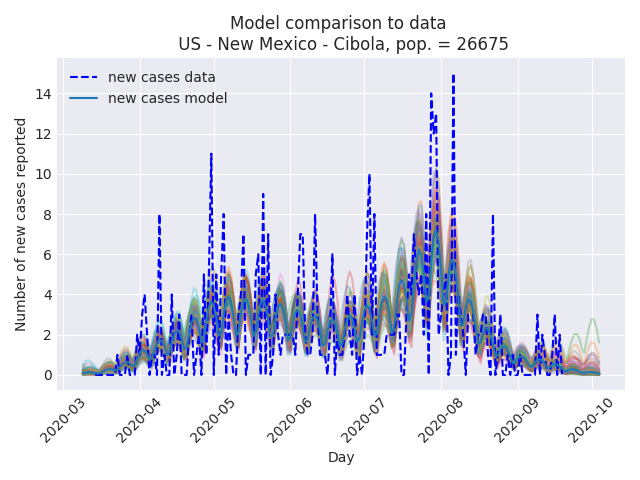 Model comparison to data
US - New Mexico - Cibola, pop. = 26675
new cases data
new cases model
Number of new cases reported
14
12
10
8
6
4
2
0
2020-03
2020-04
2020-05
2020-06
2020-07
2020-08
2020-09
2020-10
Day